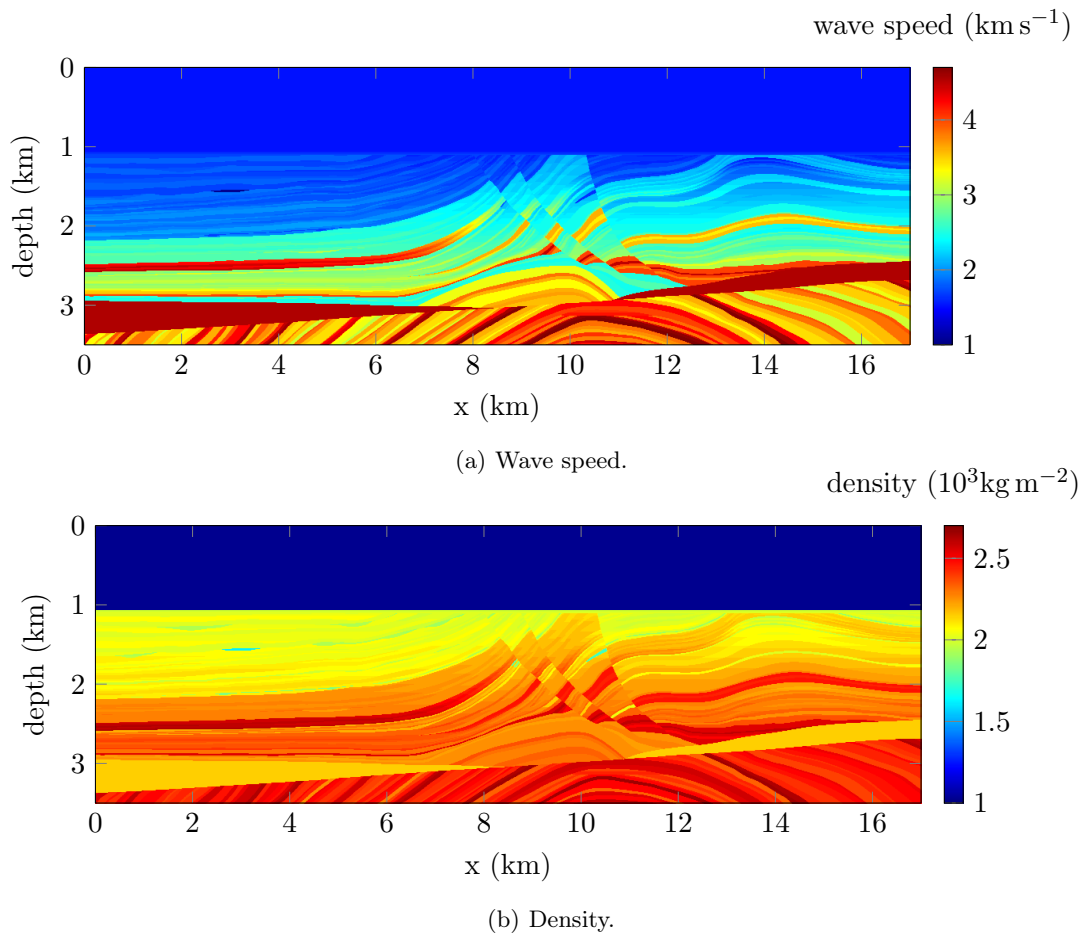 wave speed (km s⁻¹)
0
1
2
3
depth (km)
0 2 4 6 8 10 12 14 16
x (km)
4
3
2
1
(a) Wave speed.
density (10³kg m⁻²)
0
1
2
3
depth (km)
0 2 4 6 8 10 12 14 16
x (km)
2.5
2
1.5
1
(b) Density.